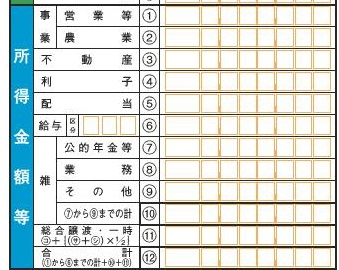 所得金額等
事業 営業等 ①
農業 ②
不動産 ③
利子 ④
配当 ⑤
給与 区分 ⑥
雑 公的年金等 ⑦
業務 ⑧
その他 ⑨
⑦から⑨までの計 ⑩
総合譲渡・一時 ⑪
㋙+{(㋚+㋛)×½}
合計 ⑫
(①から⑥までの計+⑩+⑪)